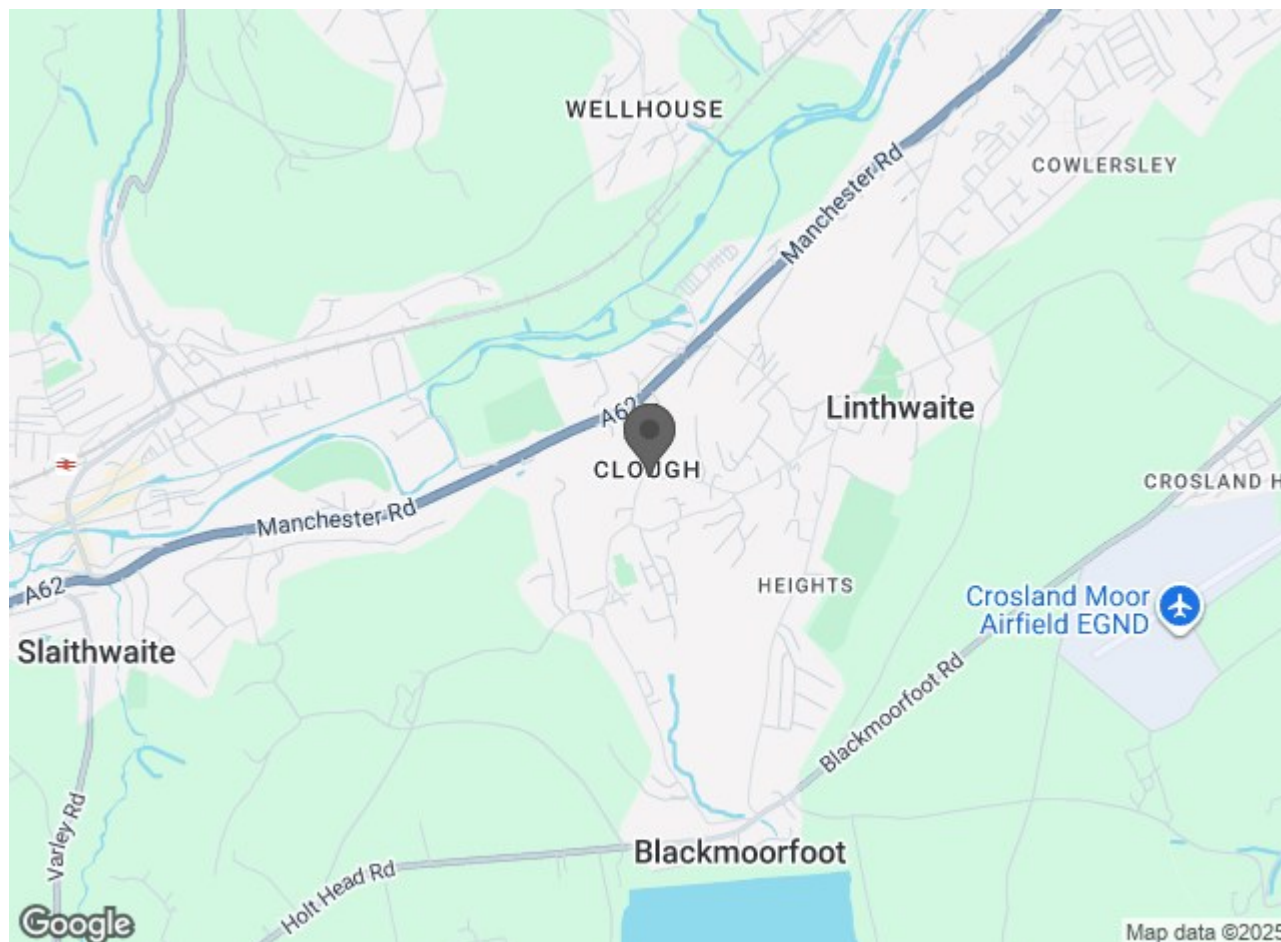 WELLHOUSE
COWLERSLEY
Manchester Rd
Linthwaite
A62
CLOUGH
CROSLAND H
Manchester Rd
HEIGHTS
A62
Crosland Moor
Airfield EGND
Slaithwaite
Blackmoorfoot Rd
Varley Rd
Blackmoorfoot
Holt Head Rd
Google
Map data ©2025